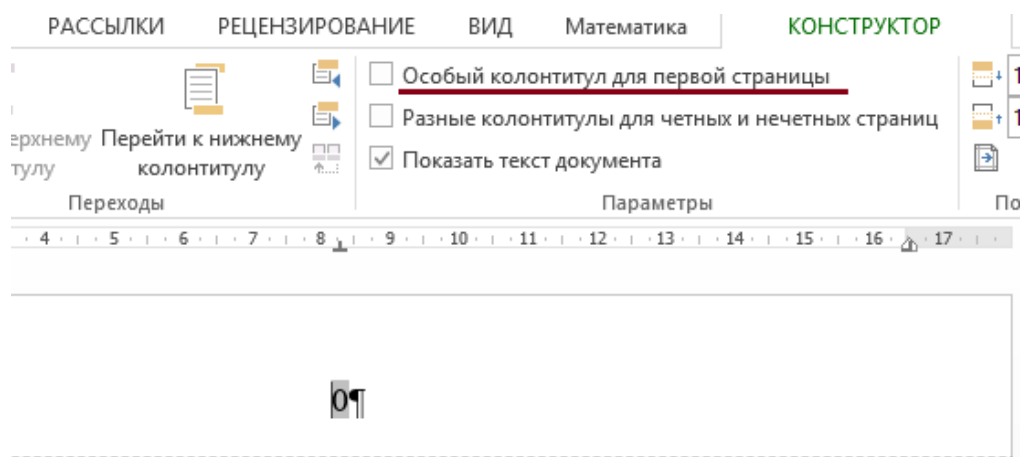 РАССЫЛКИ РЕЦЕНЗИРОВАНИЕ ВИД Математика КОНСТРУКТОР
Особый колонтитул для первой страницы
Разные колонтитулы для четных и нечетных страниц
Перейти к нижнему
колонтитулу
Показать текст документа
Переходы Параметры
4 5 6 7 8 9 10 11 12 13 14 15 16 17
0¶